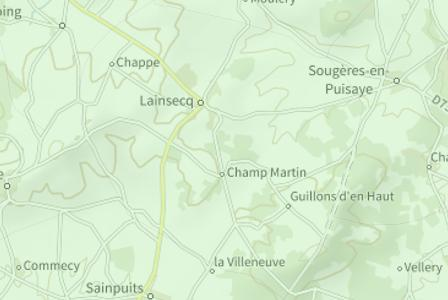 Chappe
Sougères-en-
Puisaye
Lainsecq
Champ Martin
Guillons d'en Haut
la Villeneuve
Commecy
Vellery
Sainpuits